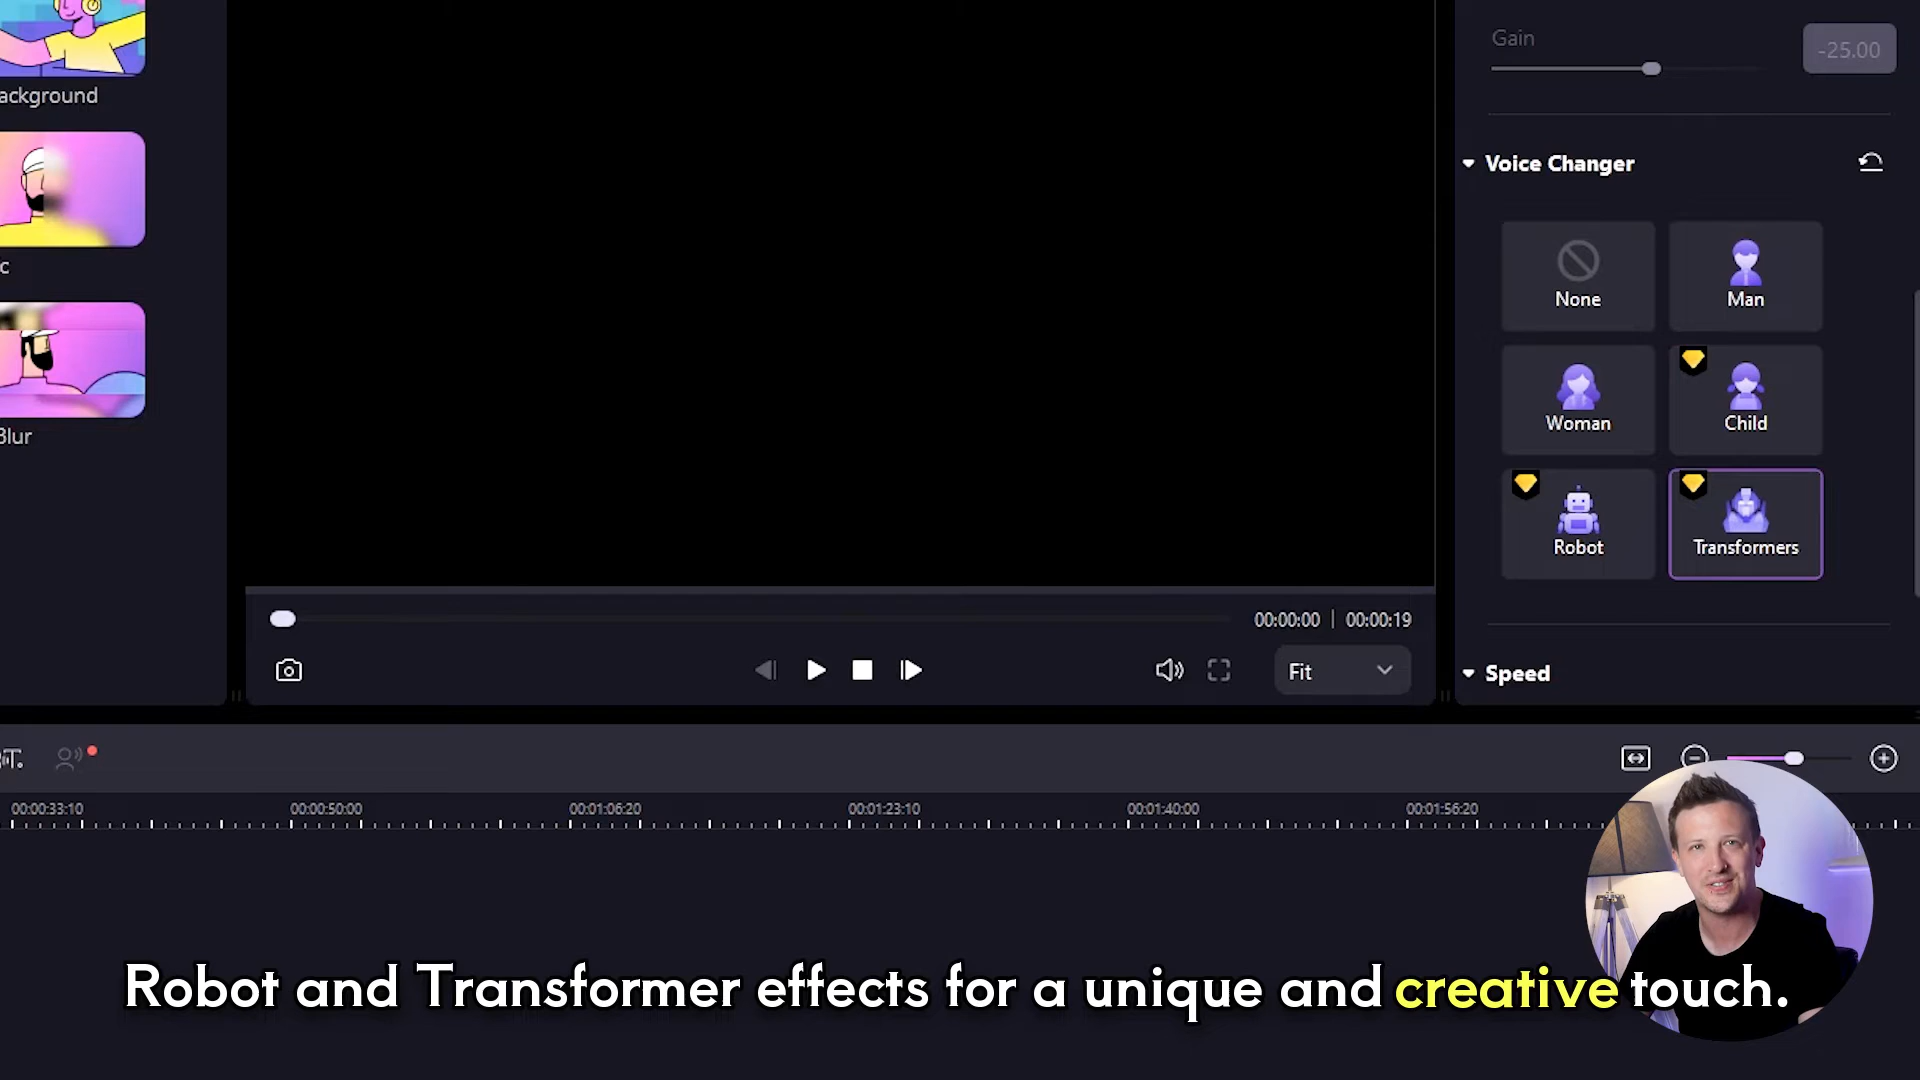 Gain
-25.00
ackground
Voice Changer
None
Man
c
Woman
Child
Blur
Robot
Transformers
00:00:00 | 00:00:19
Fit
Speed
00:00:33:10
00:00:50:00
00:01:06:20
00:01:23:10
00:01:40:00
00:01:56:20
Robot and Transformer effects for a unique and creative touch.